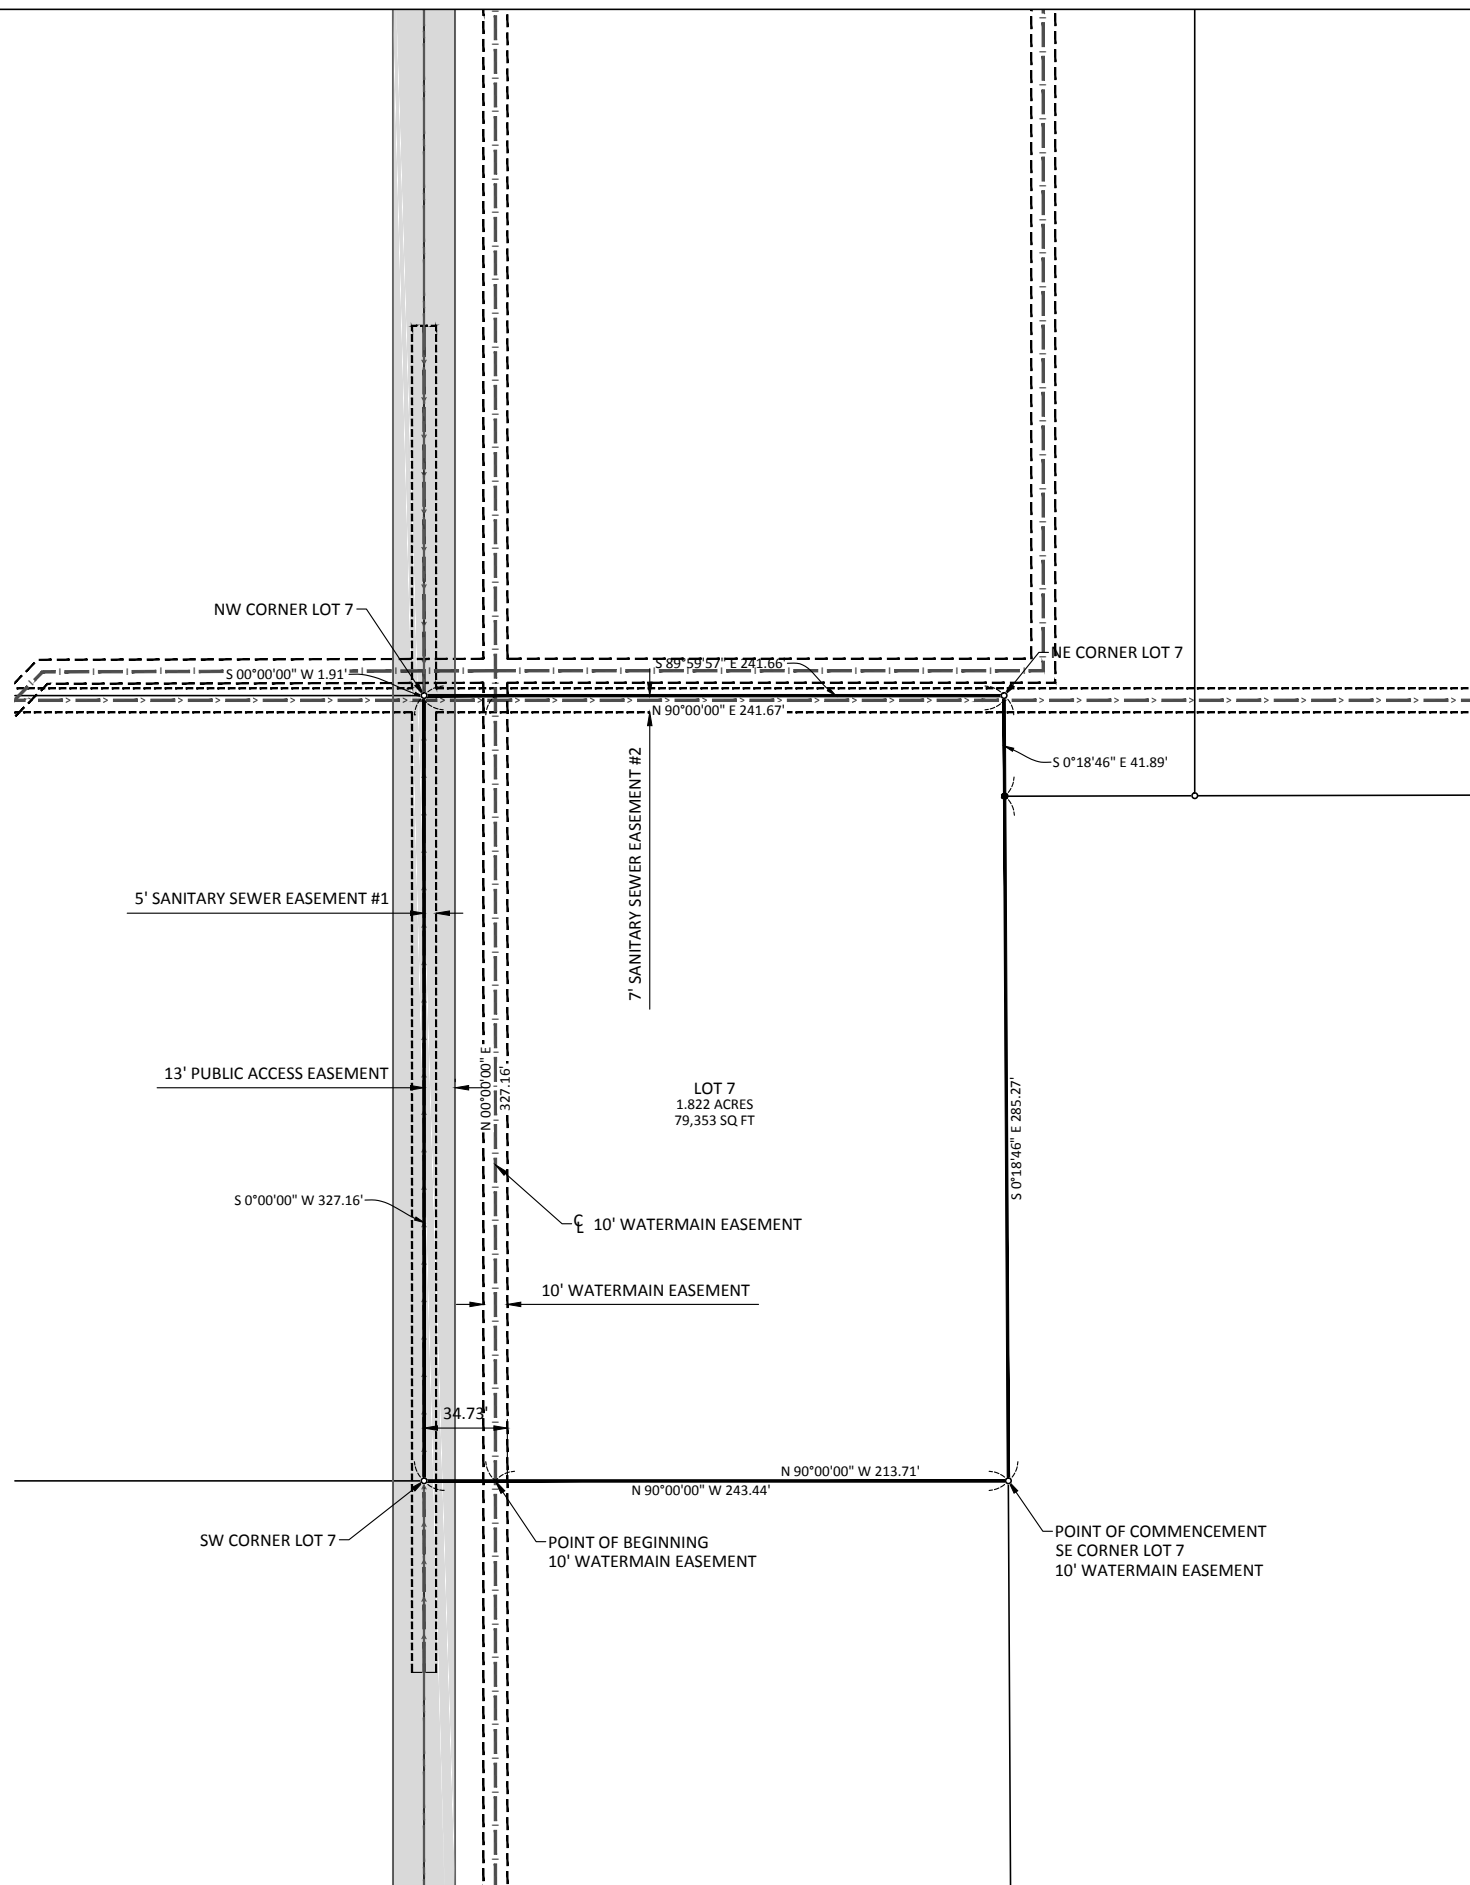 NW CORNER LOT 7
NE CORNER LOT 7
S 00°00'00" W 1.91'
S 89°59'57" E 241.66'
N 90°00'00" E 241.67'
S 0°18'46" E 41.89'
7' SANITARY SEWER EASEMENT #2
5' SANITARY SEWER EASEMENT #1
13' PUBLIC ACCESS EASEMENT
N 00°00'00" E
327.16'
LOT 7
1.822 ACRES
79,353 SQ FT
S 0°18'46" E 285.27'
S 0°00'00" W 327.16'
℄ 10' WATERMAIN EASEMENT
10' WATERMAIN EASEMENT
34.73'
N 90°00'00" W 213.71'
N 90°00'00" W 243.44'
SW CORNER LOT 7
POINT OF BEGINNING
10' WATERMAIN EASEMENT
POINT OF COMMENCEMENT
SE CORNER LOT 7
10' WATERMAIN EASEMENT